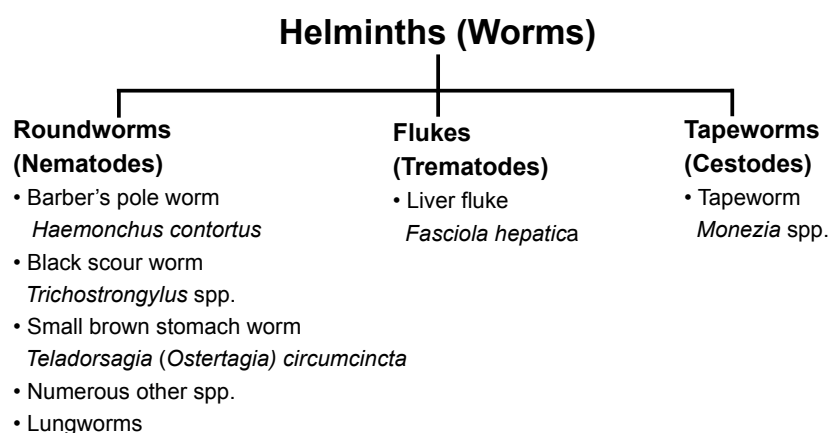 Helminths (Worms)
Roundworms
(Nematodes)
• Barber’s pole worm
Haemonchus contortus
• Black scour worm
Trichostrongylus spp.
• Small brown stomach worm
Teladorsagia (Ostertagia) circumcincta
• Numerous other spp.
• Lungworms
Flukes
(Trematodes)
• Liver fluke
Fasciola hepatica
Tapeworms
(Cestodes)
• Tapeworm
Monezia spp.